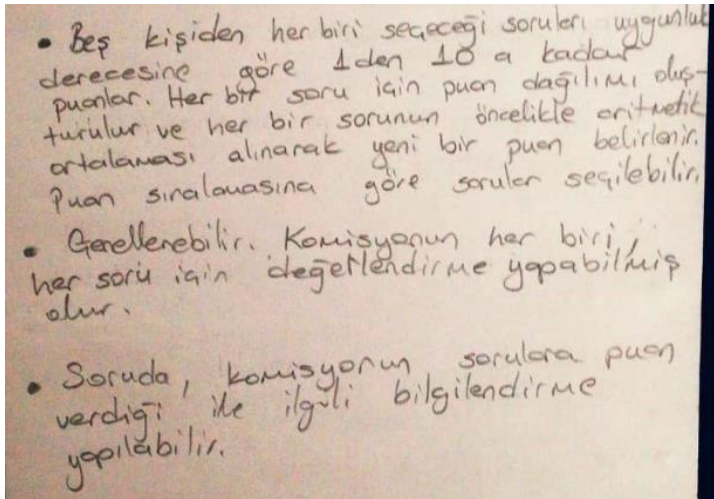 • Beş kişiden her biri seçeceği soruları uygunluk
derecesine göre 1 den 10 a kadar
puanlar. Her bir soru için puan dağılımı oluş-
turulur ve her bir sorunun öncelikle aritmetik
ortalaması alınarak yeni bir puan belirlenir.
Puan sıralamasına göre sorular seçilebilir.
• Genellenebilir. Komisyonun her biri,
her soru için değerlendirme yapabilmiş
olur.
• Soruda, komisyonun sorulara puan
verdiği ile ilgili bilgilendirme
yapılabilir.